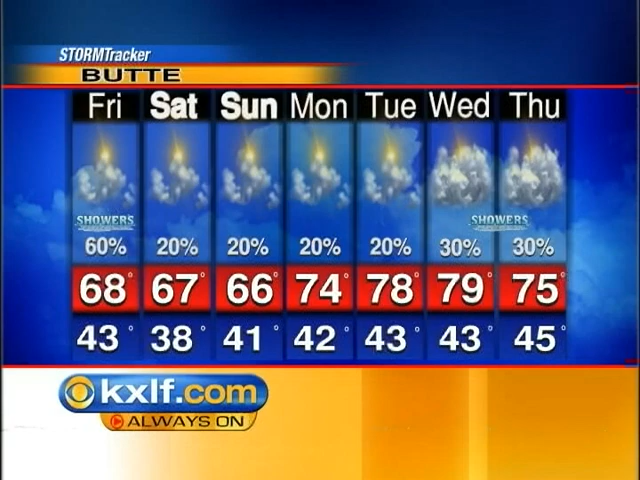 STORMTracker
BUTTE
Fri Sat Sun Mon Tue Wed Thu
SHOWERS SHOWERS
60% 20% 20% 20% 20% 30% 30%
68° 67° 66° 74° 78° 79° 75°
43° 38° 41° 42° 43° 43° 45°
kxlf.com
ALWAYS ON